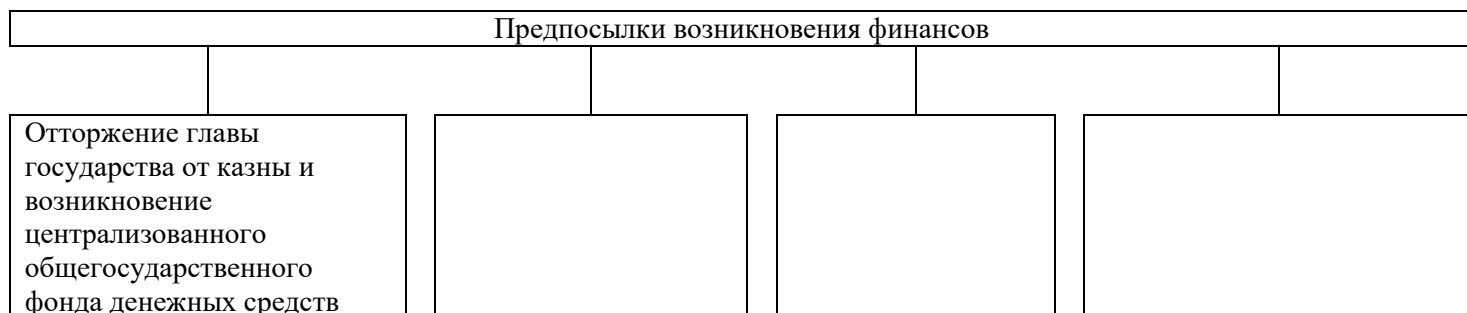 Предпосылки возникновения финансов
Отторжение главы
государства от казны и
возникновение
централизованного
общегосударственного
фонда денежных средств